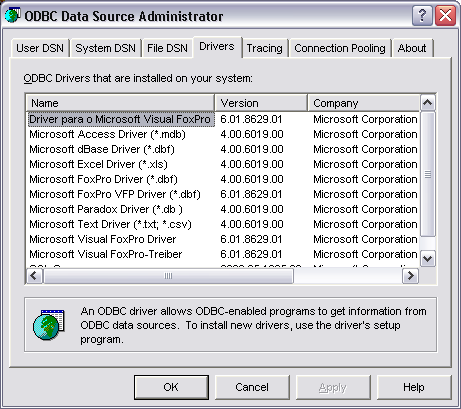 ODBC Data Source Administrator
User DSN System DSN File DSN Drivers Tracing Connection Pooling About
ODBC Drivers that are installed on your system:
Name Version Company
Driver para o Microsoft Visual FoxPro 6.01.8629.01 Microsoft Corporation
Microsoft Access Driver (*.mdb) 4.00.6019.00 Microsoft Corporation
Microsoft dBase Driver (*.dbf) 4.00.6019.00 Microsoft Corporation
Microsoft Excel Driver (*.xls) 4.00.6019.00 Microsoft Corporation
Microsoft FoxPro Driver (*.dbf) 4.00.6019.00 Microsoft Corporation
Microsoft FoxPro VFP Driver (*.dbf) 6.01.8629.01 Microsoft Corporation
Microsoft Paradox Driver (*.db ) 4.00.6019.00 Microsoft Corporation
Microsoft Text Driver (*.txt; *.csv) 4.00.6019.00 Microsoft Corporation
Microsoft Visual FoxPro Driver 6.01.8629.01 Microsoft Corporation
Microsoft Visual FoxPro-Treiber 6.01.8629.01 Microsoft Corporation
An ODBC driver allows ODBC-enabled programs to get information from
ODBC data sources. To install new drivers, use the driver's setup
program.
OK Cancel Apply Help